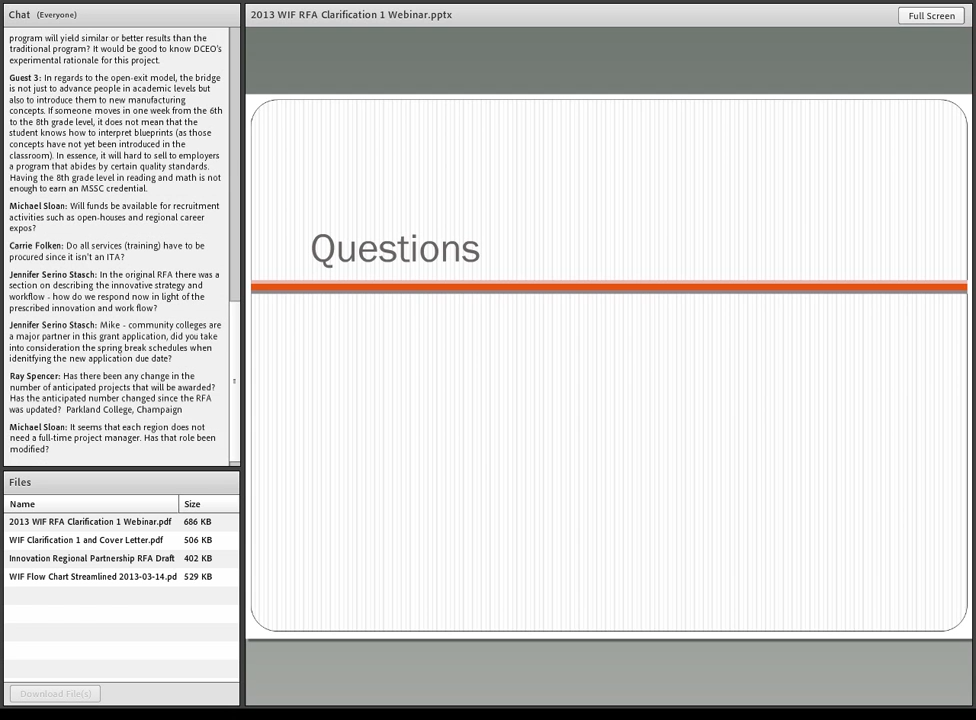 Chat (Everyone)
program will yield similar or better results than the
traditional program? It would be good to know DCEO's
experimental rationale for this project.
Guest 3: In regards to the open-exit model, the bridge
is not just to advance people in academic levels but
also to introduce them to new manufacturing
concepts. If someone moves in one week from the 6th
to the 8th grade level, it does not mean that the
student knows how to interpret blueprints (as those
concepts have not yet been introduced in the
classroom). In essence, it will hard to sell to employers
a program that abides by certain quality standards.
Having the 8th grade level in reading and math is not
enough to earn an MSSC credential.
Michael Sloan: Will funds be available for recruitment
activities such as open-houses and regional career
expos?
Carrie Folken: Do all services (training) have to be
procured since it isn't an ITA?
Jennifer Serino Stasch: In the original RFA there was a
section on describing the innovative strategy and
workflow - how do we respond now in light of the
prescribed innovation and work flow?
Jennifer Serino Stasch: Mike - community colleges are
a major partner in this grant application, did you take
into consideration the spring break schedules when
idenitfying the new application due date?
Ray Spencer: Has there been any change in the
number of anticipated projects that will be awarded?
Has the anticipated number changed since the RFA
was updated? Parkland College, Champaign
Michael Sloan: It seems that each region does not
need a full-time project manager. Has that role been
modified?
Files
Name Size
2013 WIF RFA Clarification 1 Webinar.pdf 686 KB
WIF Clarification 1 and Cover Letter.pdf 506 KB
Innovation Regional Partnership RFA Draft 402 KB
WIF Flow Chart Streamlined 2013-03-14.pd 529 KB
Download File(s)
2013 WIF RFA Clarification 1 Webinar.pptx
Full Screen
Questions